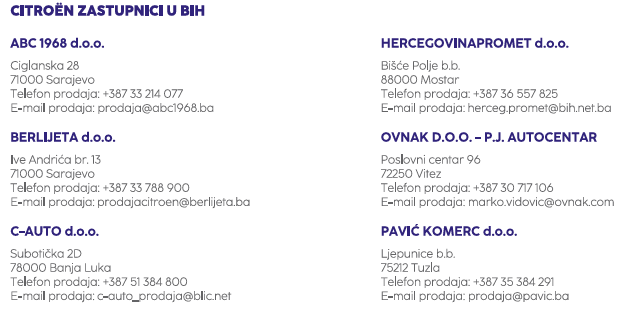 CITROËN ZASTUPNICI U BIH
ABC 1968 d.o.o.
Ciglanska 28
71000 Sarajevo
Telefon prodaja: +387 33 214 077
E-mail prodaja: prodaja@abc1968.ba
BERLIJETA d.o.o.
Ive Andrića br. 13
71000 Sarajevo
Telefon prodaja: +387 33 788 900
E-mail prodaja: prodajacitroen@berlijeta.ba
C-AUTO d.o.o.
Subotička 2D
78000 Banja Luka
Telefon prodaja: +387 51 384 800
E-mail prodaja: c-auto_prodaja@blic.net
HERCEGOVINAPROMET d.o.o.
Bišće Polje b.b.
88000 Mostar
Telefon prodaja: +387 36 557 825
E-mail prodaja: herceg.promet@bih.net.ba
OVNAK D.O.O. - P.J. AUTOCENTAR
Poslovni centar 96
72250 Vitez
Telefon prodaja: +387 30 717 106
E-mail prodaja: marko.vidovic@ovnak.com
PAVIĆ KOMERC d.o.o.
Ljepunice b.b.
75212 Tuzla
Telefon prodaja: +387 35 384 291
E-mail prodaja: prodaja@pavic.ba